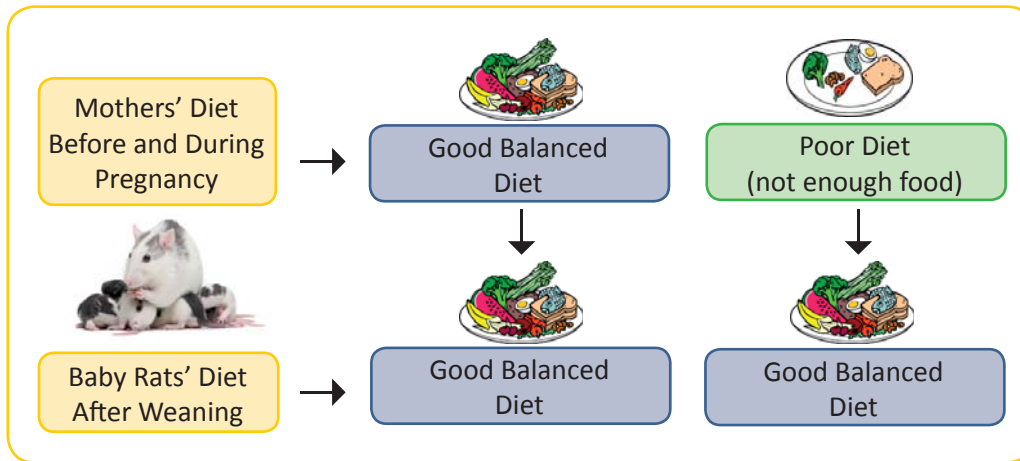 Mothers' Diet
Before and During
Pregnancy
Good Balanced
Diet
Poor Diet
(not enough food)
Baby Rats' Diet
After Weaning
Good Balanced
Diet
Good Balanced
Diet